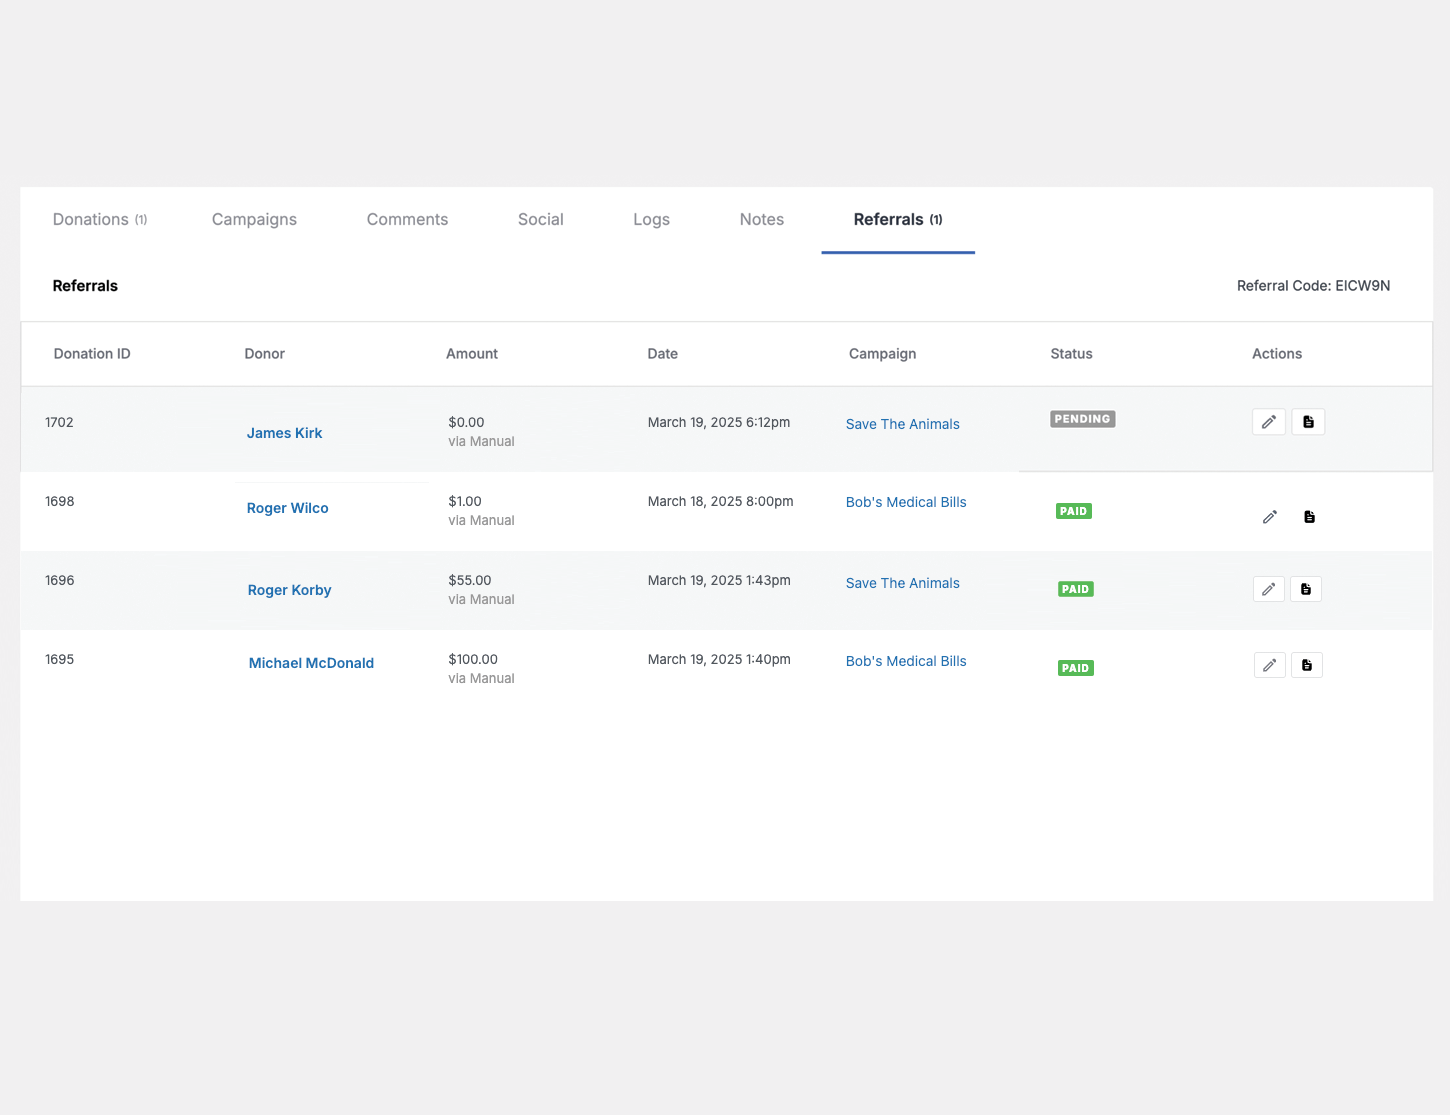 Donations (1) Campaigns Comments Social Logs Notes Referrals (1)
Referrals Referral Code: EICW9N
Donation ID Donor Amount Date Campaign Status Actions
1702 James Kirk $0.00 March 19, 2025 6:12pm Save The Animals PENDING
via Manual
1698 Roger Wilco $1.00 March 18, 2025 8:00pm Bob's Medical Bills PAID
via Manual
1696 Roger Korby $55.00 March 19, 2025 1:43pm Save The Animals PAID
via Manual
1695 Michael McDonald $100.00 March 19, 2025 1:40pm Bob's Medical Bills PAID
via Manual